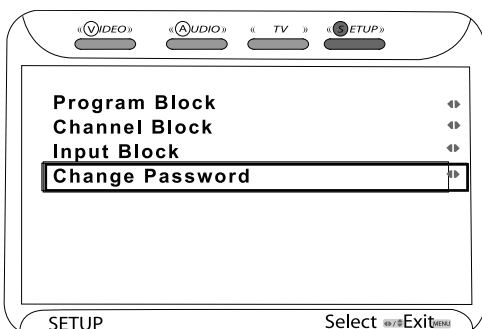 «VIDEO» «AUDIO» « TV » «SETUP»
Program Block
Channel Block
Input Block
Change Password
SETUP Select ◂▸/⬍ Exit MENU